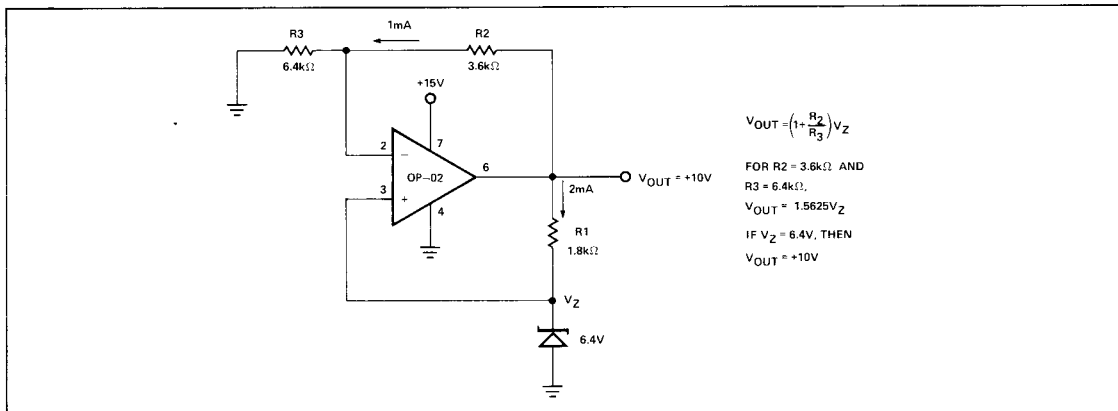 1mA
R3
6.4kΩ
R2
3.6kΩ
+15V
7
2
−
OP–02
6
3
+
4
2mA
VOUT = +10V
R1
1.8kΩ
VZ
6.4V
VOUT = (1+ R2/R3) VZ
FOR R2 = 3.6kΩ AND
R3 = 6.4kΩ,
VOUT = 1.5625VZ
IF VZ = 6.4V, THEN
VOUT = +10V